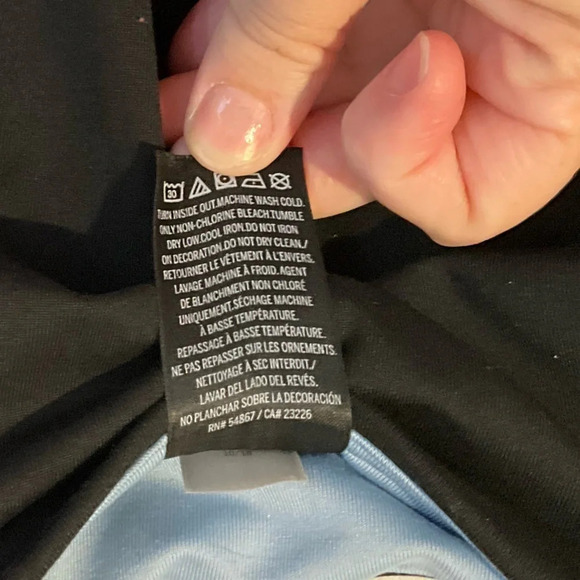 30
TURN INSIDE OUT.MACHINE WASH COLD.
ONLY NON-CHLORINE BLEACH.TUMBLE
DRY LOW.COOL IRON.DO NOT IRON
ON DECORATION.DO NOT DRY CLEAN./
RETOURNER LE VÊTEMENT À L'ENVERS.
LAVAGE MACHINE À FROID. AGENT
DE BLANCHIMENT NON CHLORÉ
UNIQUEMENT.SÉCHAGE MACHINE
À BASSE TEMPÉRATURE.
REPASSAGE À BASSE TEMPÉRATURE.
NE PAS REPASSER SUR LES ORNEMENTS.
NETTOYAGE À SEC INTERDIT./
LAVAR DEL LADO DEL REVÉS.
NO PLANCHAR SOBRE LA DECORACIÓN
RN# 54867 / CA# 23226